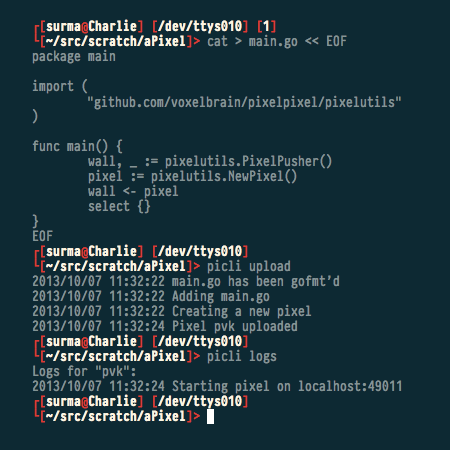 ┌[surma@Charlie] [/dev/ttys010] [1]
└[~/src/scratch/aPixel]> cat > main.go << EOF
package main

import (
        "github.com/voxelbrain/pixelpixel/pixelutils"
)

func main() {
        wall, _ := pixelutils.PixelPusher()
        pixel := pixelutils.NewPixel()
        wall <- pixel
        select {}
}
EOF
┌[surma@Charlie] [/dev/ttys010]
└[~/src/scratch/aPixel]> picli upload
2013/10/07 11:32:22 main.go has been gofmt'd
2013/10/07 11:32:22 Adding main.go
2013/10/07 11:32:22 Creating a new pixel
2013/10/07 11:32:24 Pixel pvk uploaded
┌[surma@Charlie] [/dev/ttys010]
└[~/src/scratch/aPixel]> picli logs
Logs for "pvk":
2013/10/07 11:32:24 Starting pixel on localhost:49011
┌[surma@Charlie] [/dev/ttys010]
└[~/src/scratch/aPixel]>